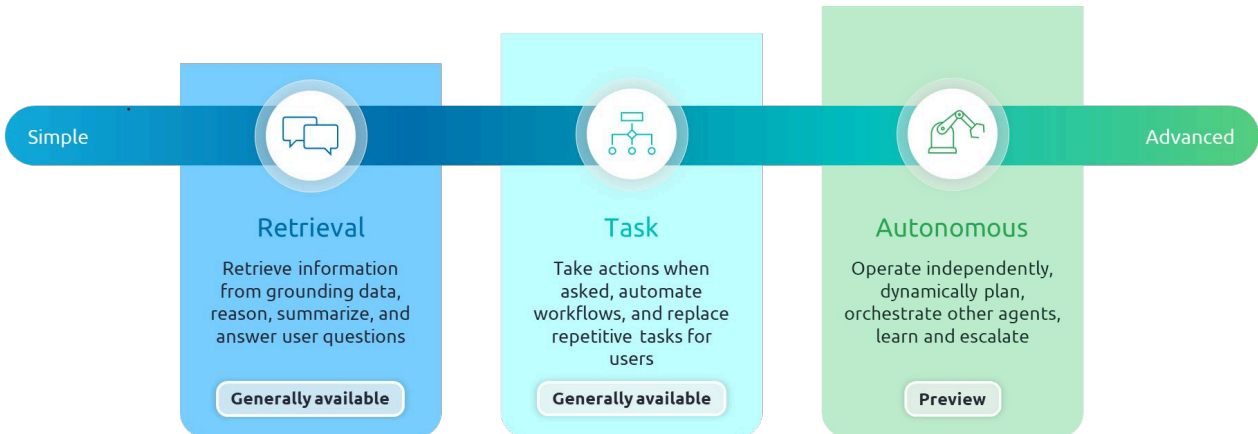 Simple
Advanced
Retrieval
Retrieve information
from grounding data,
reason, summarize, and
answer user questions
Generally available
Task
Take actions when
asked, automate
workflows, and replace
repetitive tasks for
users
Generally available
Autonomous
Operate independently,
dynamically plan,
orchestrate other agents,
learn and escalate
Preview